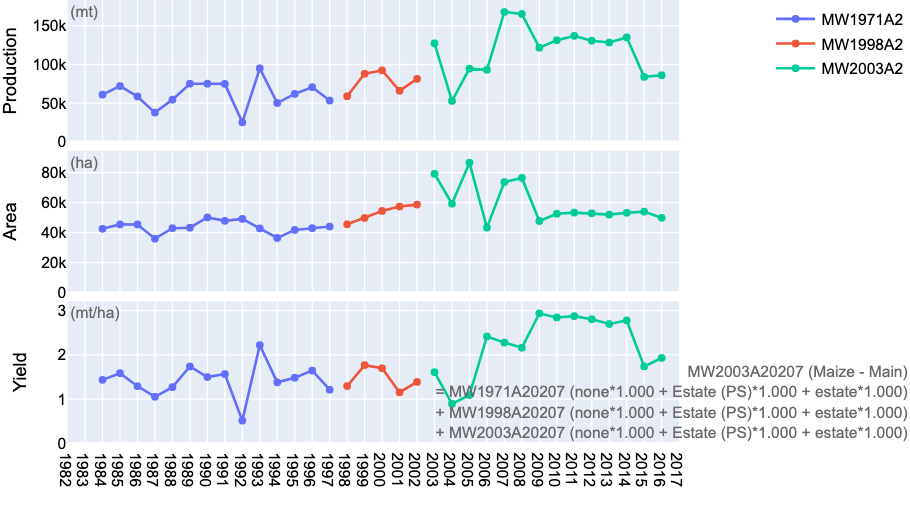 (mt)
Production
150k
100k
50k
0
MW1971A2
MW1998A2
MW2003A2
(ha)
Area
80k
60k
40k
20k
0
(mt/ha)
Yield
3
2
1
0
MW2003A20207 (Maize - Main)
= MW1971A20207 (none*1.000 + Estate (PS)*1.000 + estate*1.000)
+ MW1998A20207 (none*1.000 + Estate (PS)*1.000 + estate*1.000)
+ MW2003A20207 (none*1.000 + Estate (PS)*1.000 + estate*1.000)
1982
1983
1984
1985
1986
1987
1988
1989
1990
1991
1992
1993
1994
1995
1996
1997
1998
1999
2000
2001
2002
2003
2004
2005
2006
2007
2008
2009
2010
2011
2012
2013
2014
2015
2016
2017